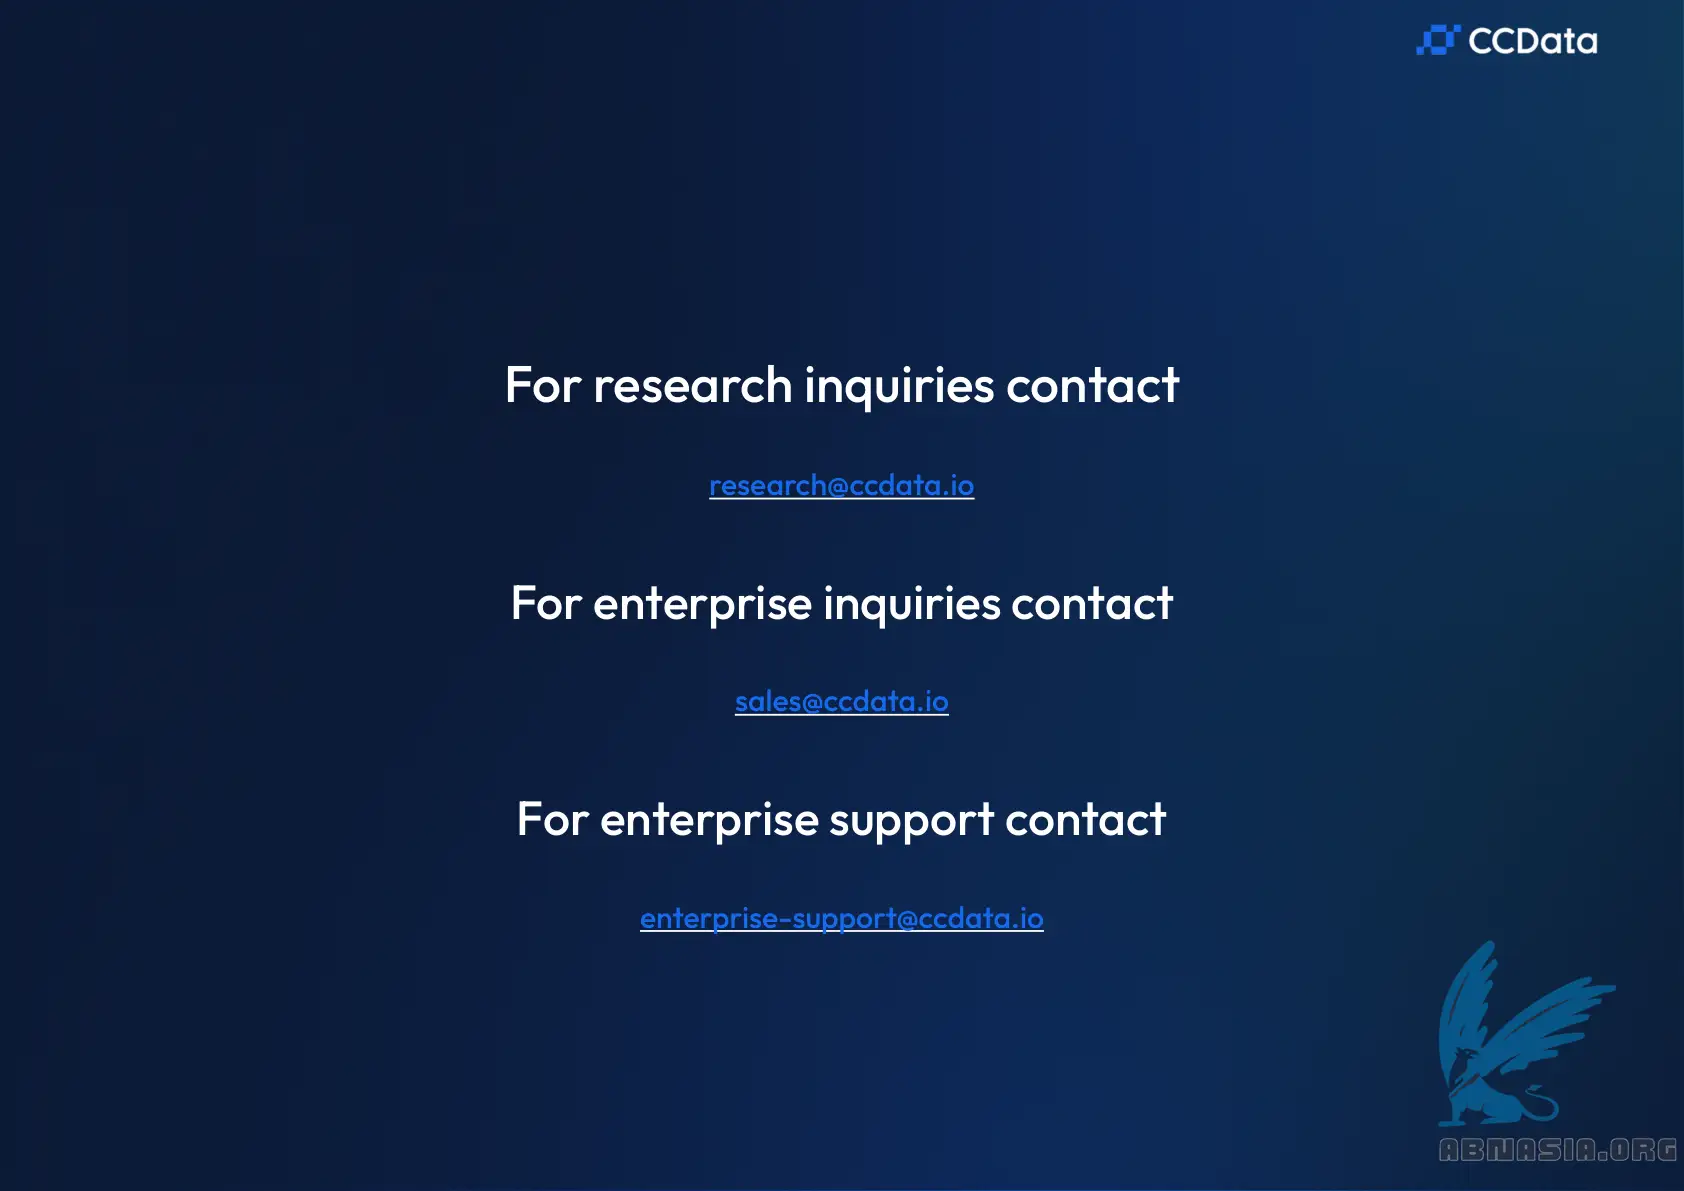 CCData
For research inquiries contact
research@ccdata.io
For enterprise inquiries contact
sales@ccdata.io
For enterprise support contact
enterprise-support@ccdata.io
ABNASIA.ORG